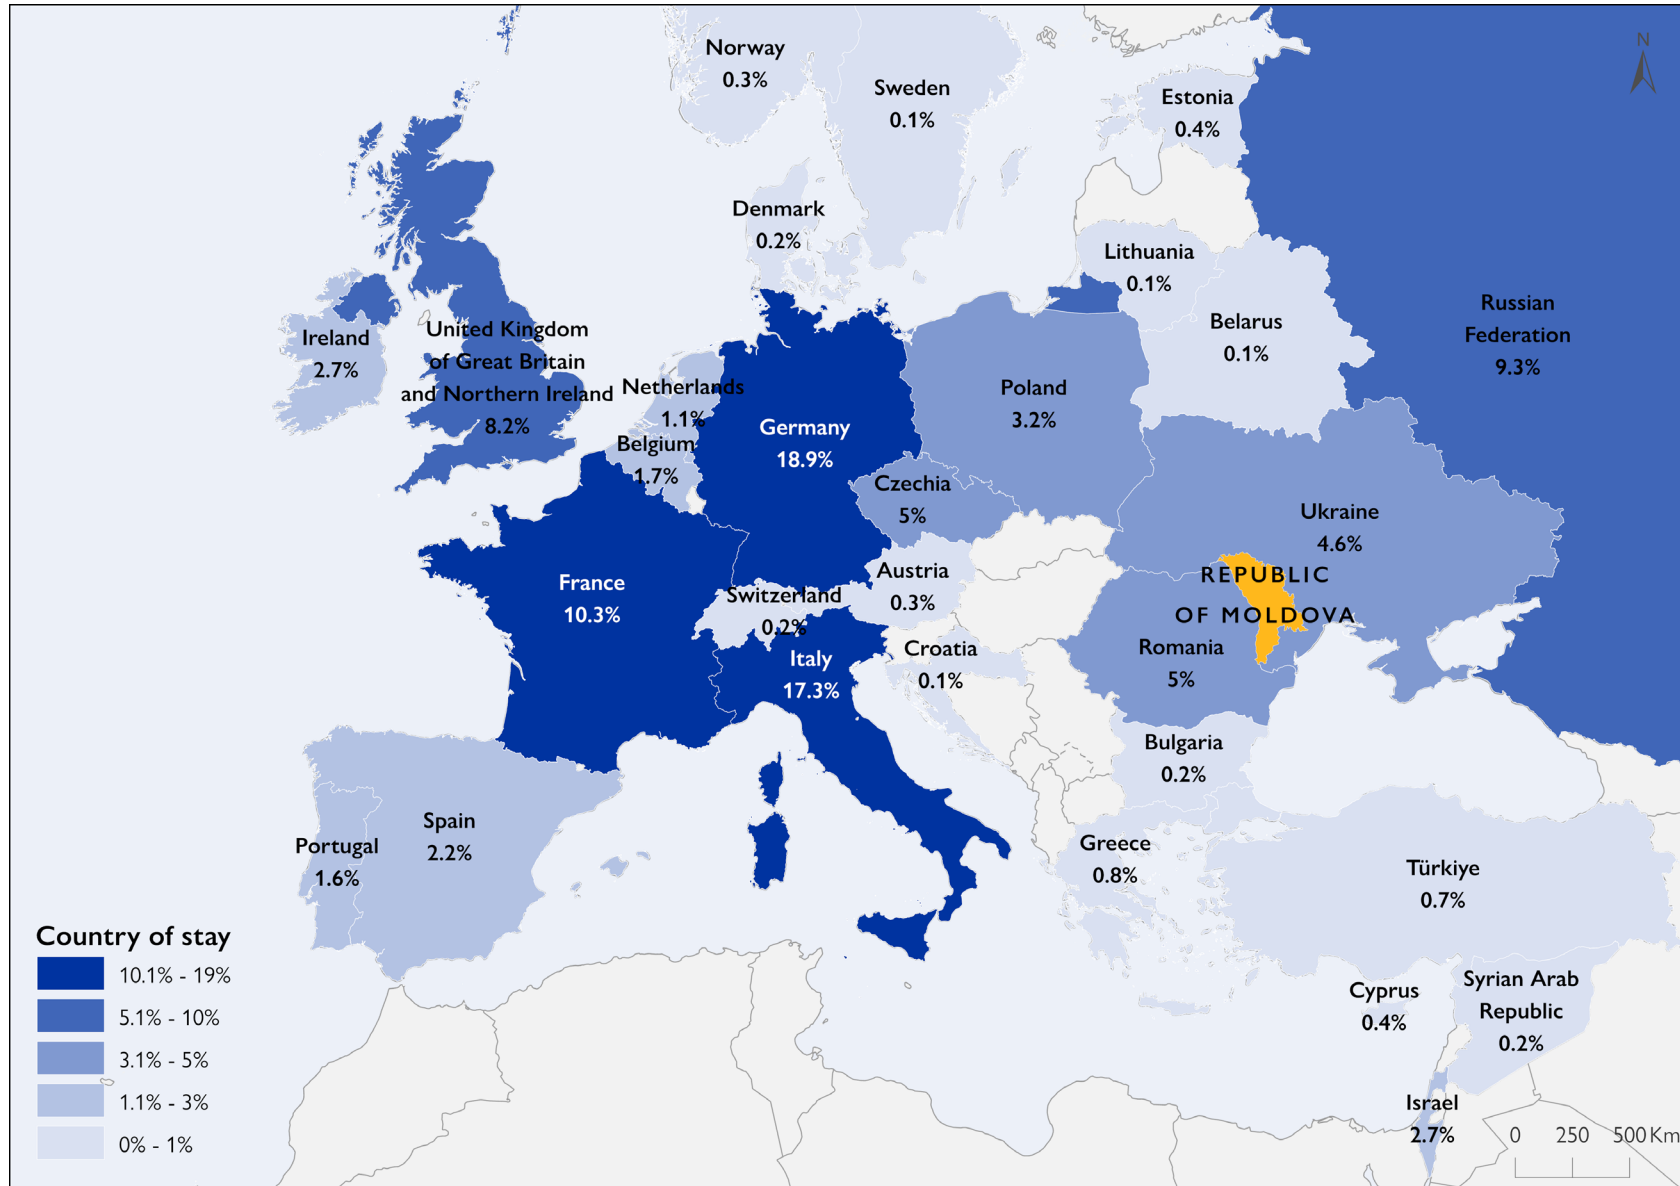 N
Norway
0.3%
Sweden
0.1%
Estonia
0.4%
Denmark
0.2%
Lithuania
0.1%
Russian
Federation
9.3%
Belarus
0.1%
Ireland
2.7%
United Kingdom
of Great Britain
and Northern Ireland
8.2%
Netherlands
1.1%
Belgium
1.7%
Germany
18.9%
Poland
3.2%
Czechia
5%
Ukraine
4.6%
France
10.3%
Switzerland
0.2%
Austria
0.3%
REPUBLIC
OF MOLDOVA
Italy
17.3%
Croatia
0.1%
Romania
5%
Bulgaria
0.2%
Portugal
1.6%
Spain
2.2%
Greece
0.8%
Türkiye
0.7%
Cyprus
0.4%
Syrian Arab
Republic
0.2%
Israel
2.7%
Country of stay
10.1% - 19%
5.1% - 10%
3.1% - 5%
1.1% - 3%
0% - 1%
0 250 500 Km